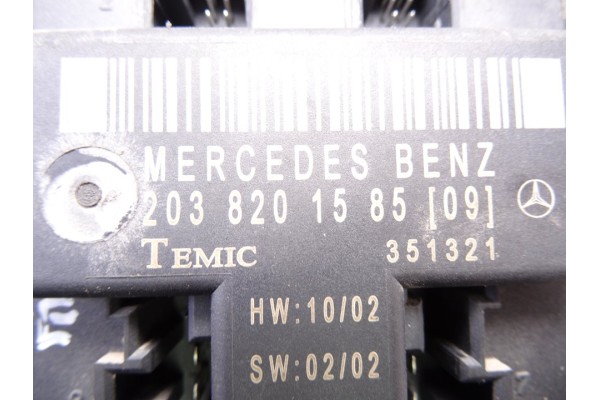 MERCEDES BENZ
203 820 15 85 [09]
TEMIC 351321
HW:10/02
SW:02/02